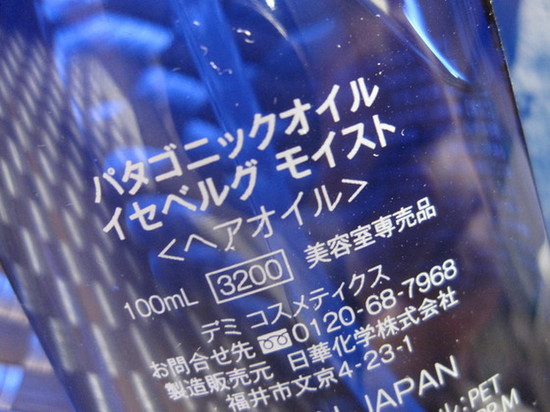 パタゴニックオイル
イセベルグ モイスト
<ヘアオイル>
100mL 3200 美容室専売品
デミ コスメティクス
お問合せ先 0120-68-7968
製造販売元 日華化学株式会社
福井市文京4-23-1
JAPAN
PET